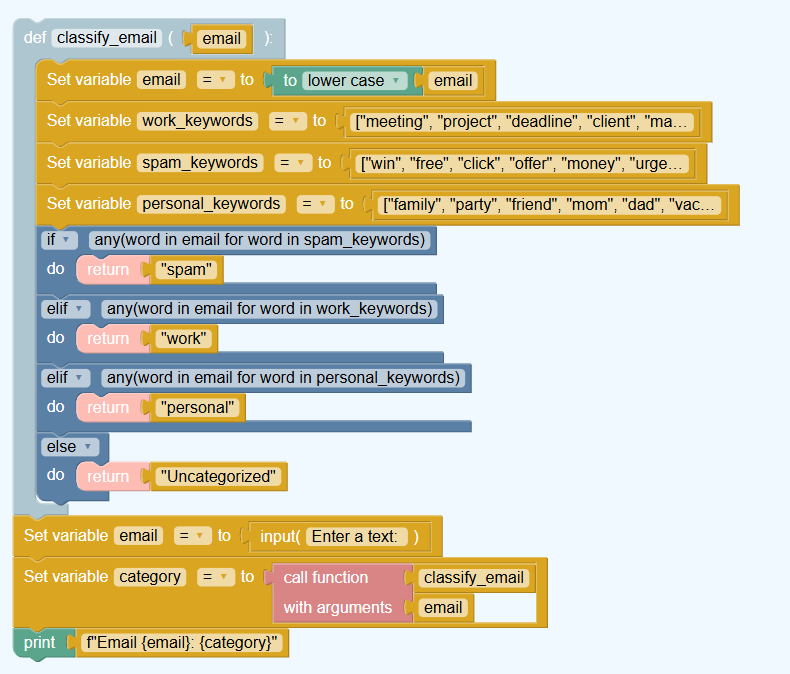 def classify_email ( email ):
Set variable email = to to lower case email
Set variable work_keywords = to ["meeting", "project", "deadline", "client", "ma...
Set variable spam_keywords = to ["win", "free", "click", "offer", "money", "urge...
Set variable personal_keywords = to ["family", "party", "friend", "mom", "dad", "vac...
if any(word in email for word in spam_keywords)
do return "spam"
elif any(word in email for word in work_keywords)
do return "work"
elif any(word in email for word in personal_keywords)
do return "personal"
else
do return "Uncategorized"
Set variable email = to input( Enter a text: )
Set variable category = to call function classify_email
with arguments email
print f"Email {email}: {category}"